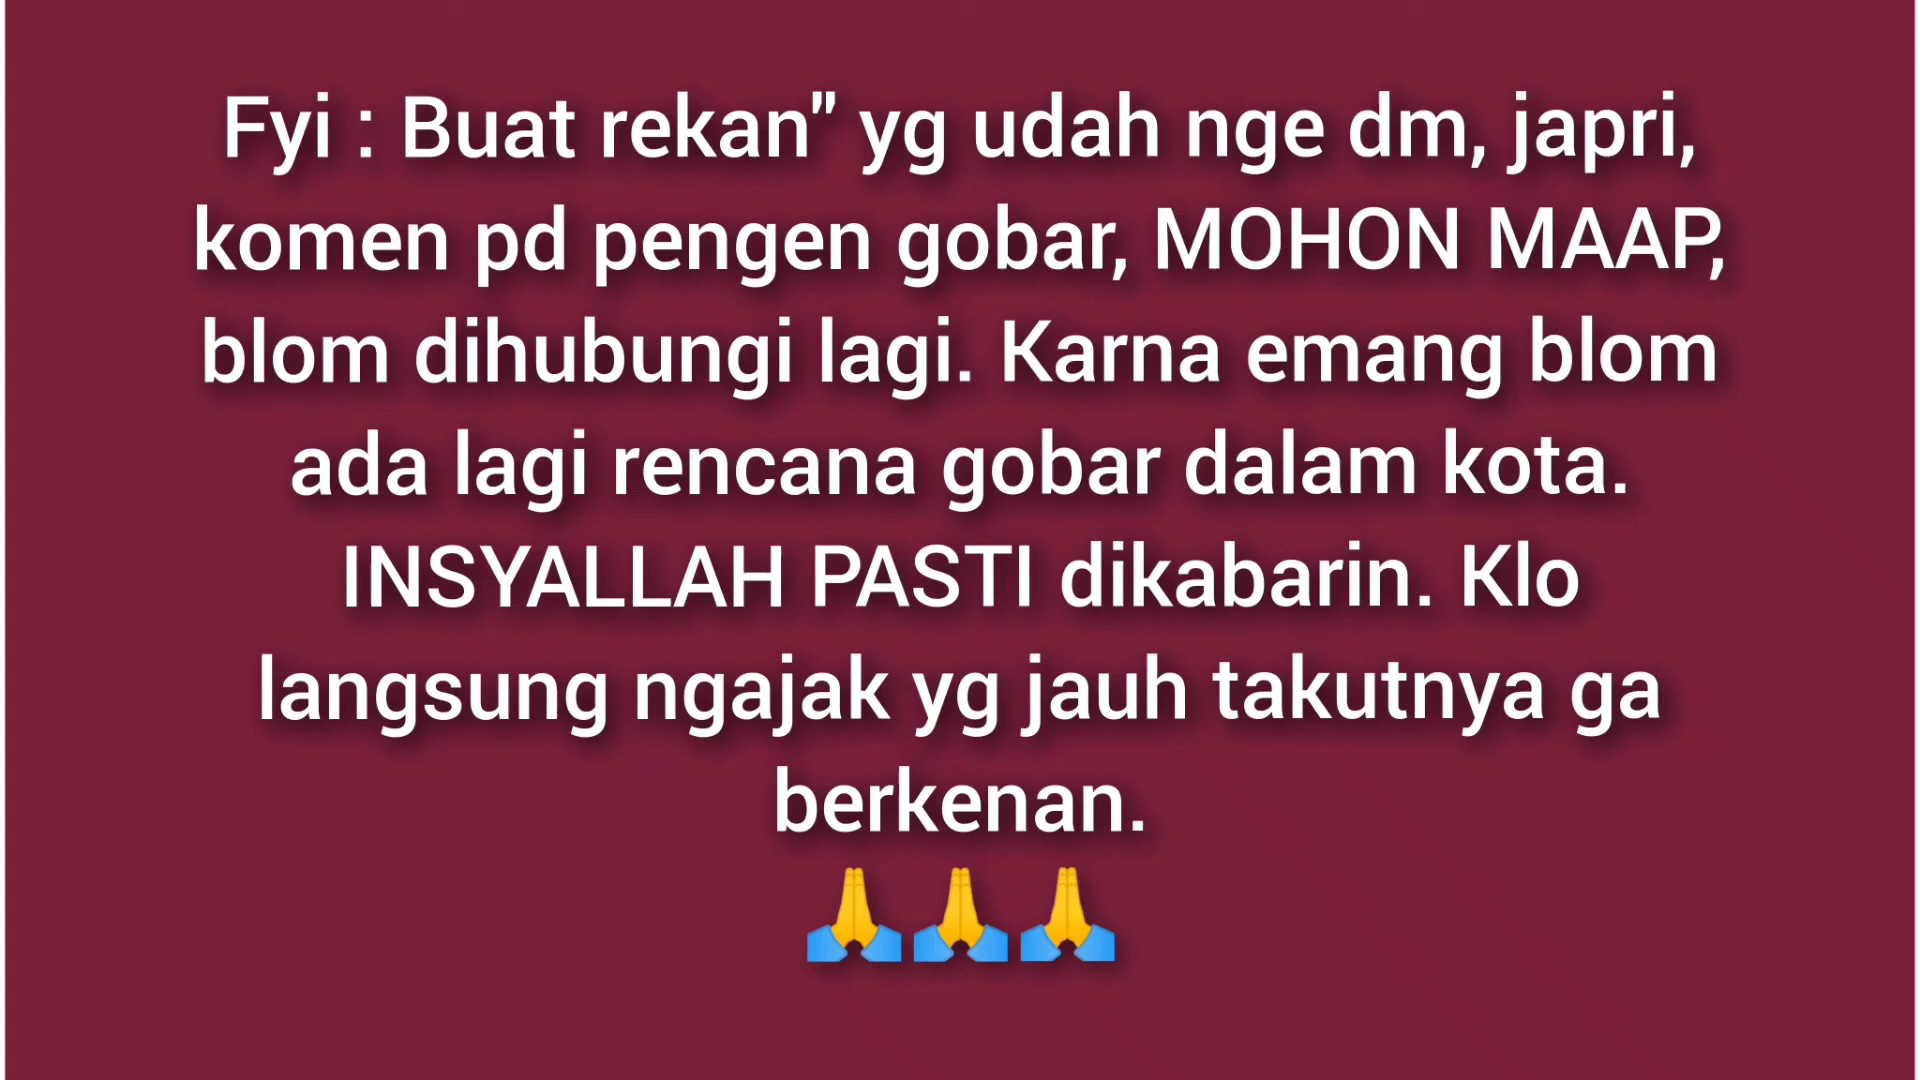 Fyi : Buat rekan" yg udah nge dm, japri,
komen pd pengen gobar, MOHON MAAP,
blom dihubungi lagi. Karna emang blom
ada lagi rencana gobar dalam kota.
INSYALLAH PASTI dikabarin. Klo
langsung ngajak yg jauh takutnya ga
berkenan.
🙏🙏🙏